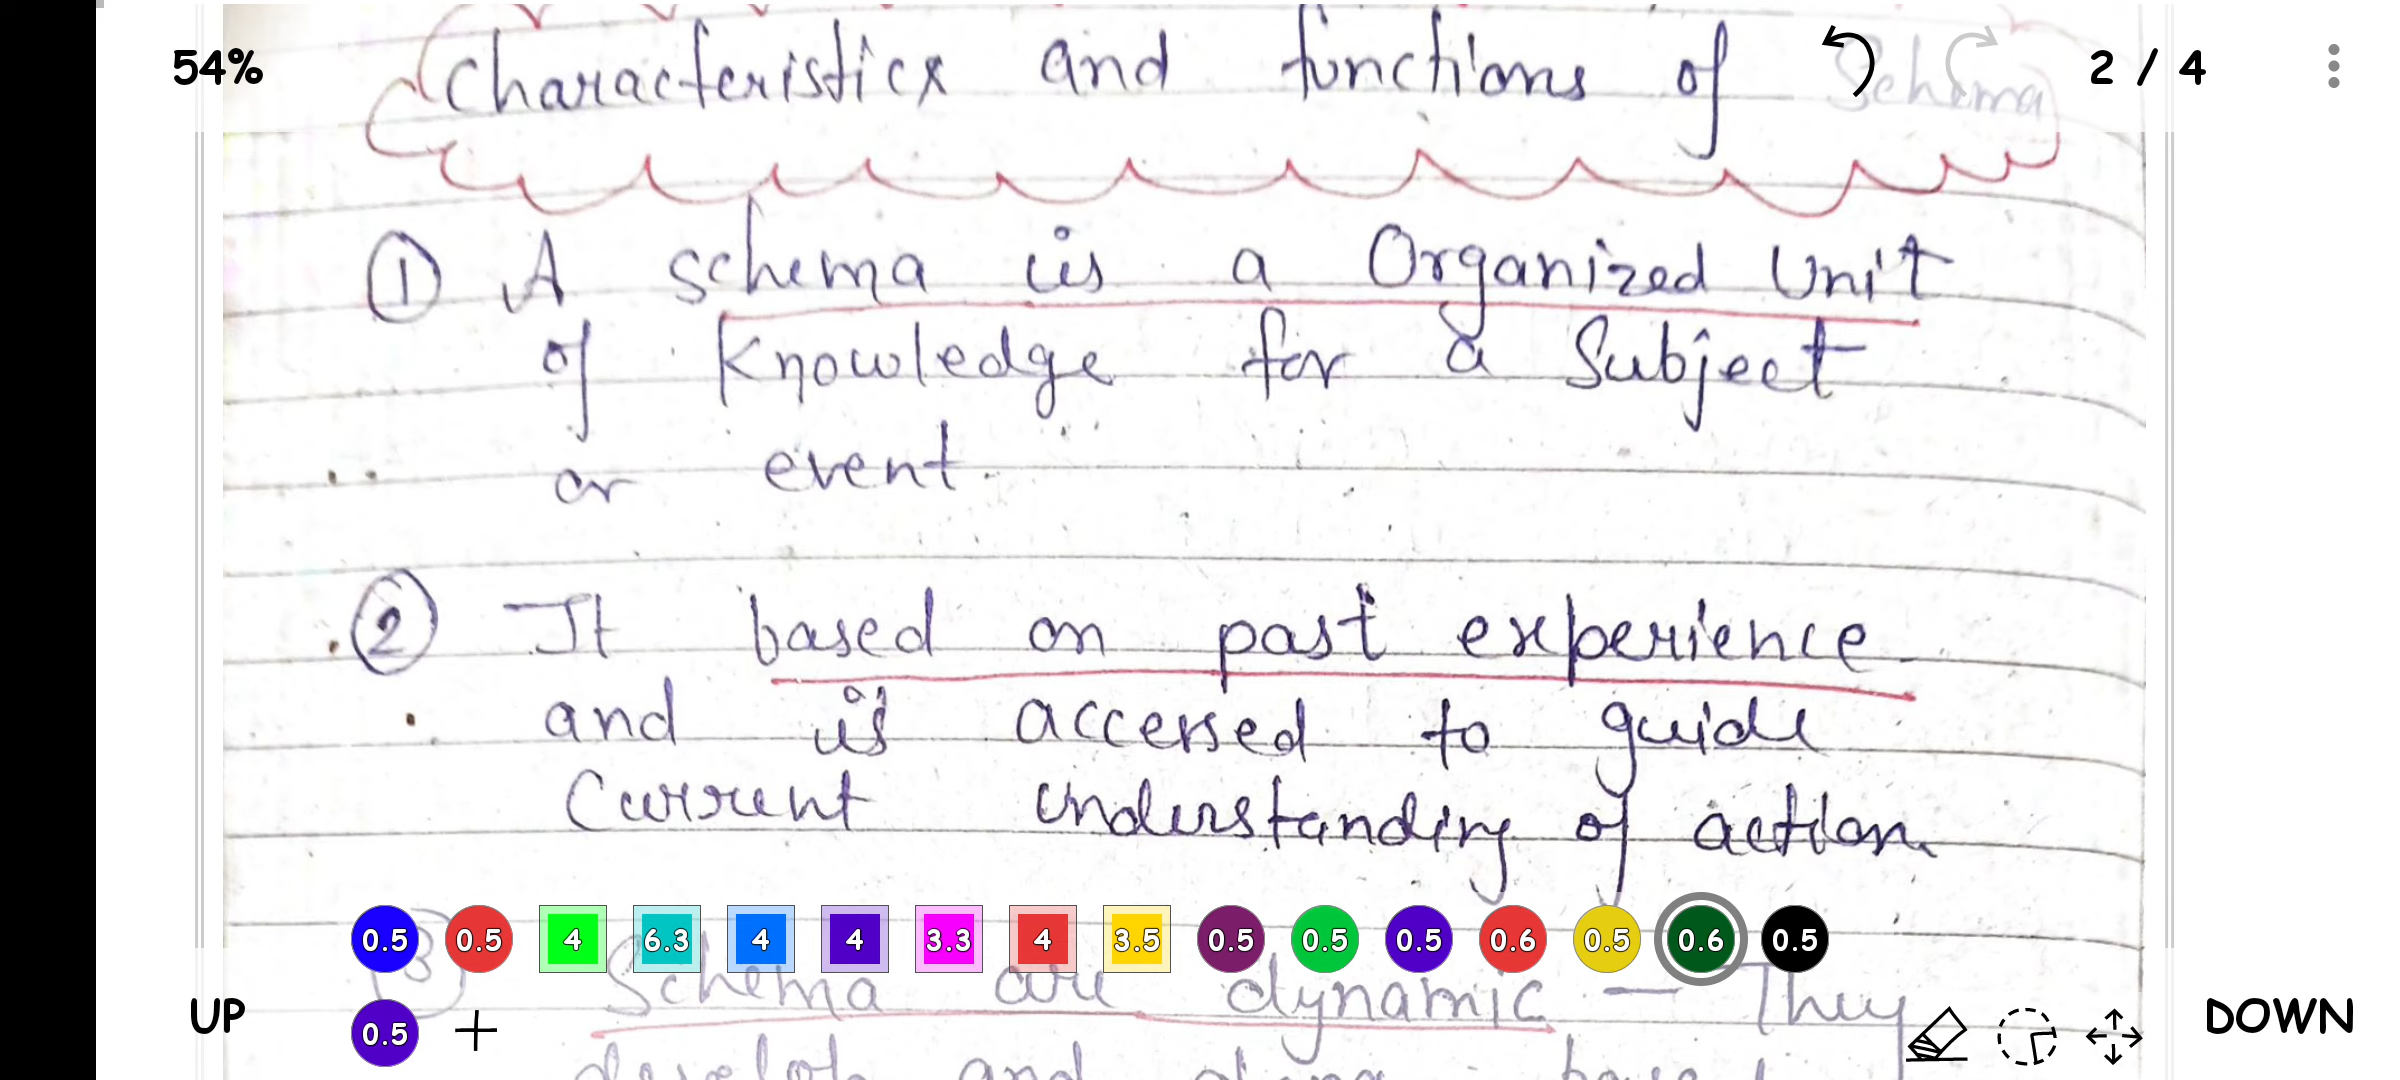 54%
Characteristics and functions of Schema
2 / 4
① A schema is a Organized Unit
of Knowledge for a Subject
or event.
② It based on past experience
and is accessed to guide
Current understanding of action.
0.5 0.5 4 6.3 4 4 3.3 4 3.5 0.5 0.5 0.5 0.6 0.5 0.6 0.5
③ Schema are dynamic - They
UP
0.5 +
DOWN
develop and